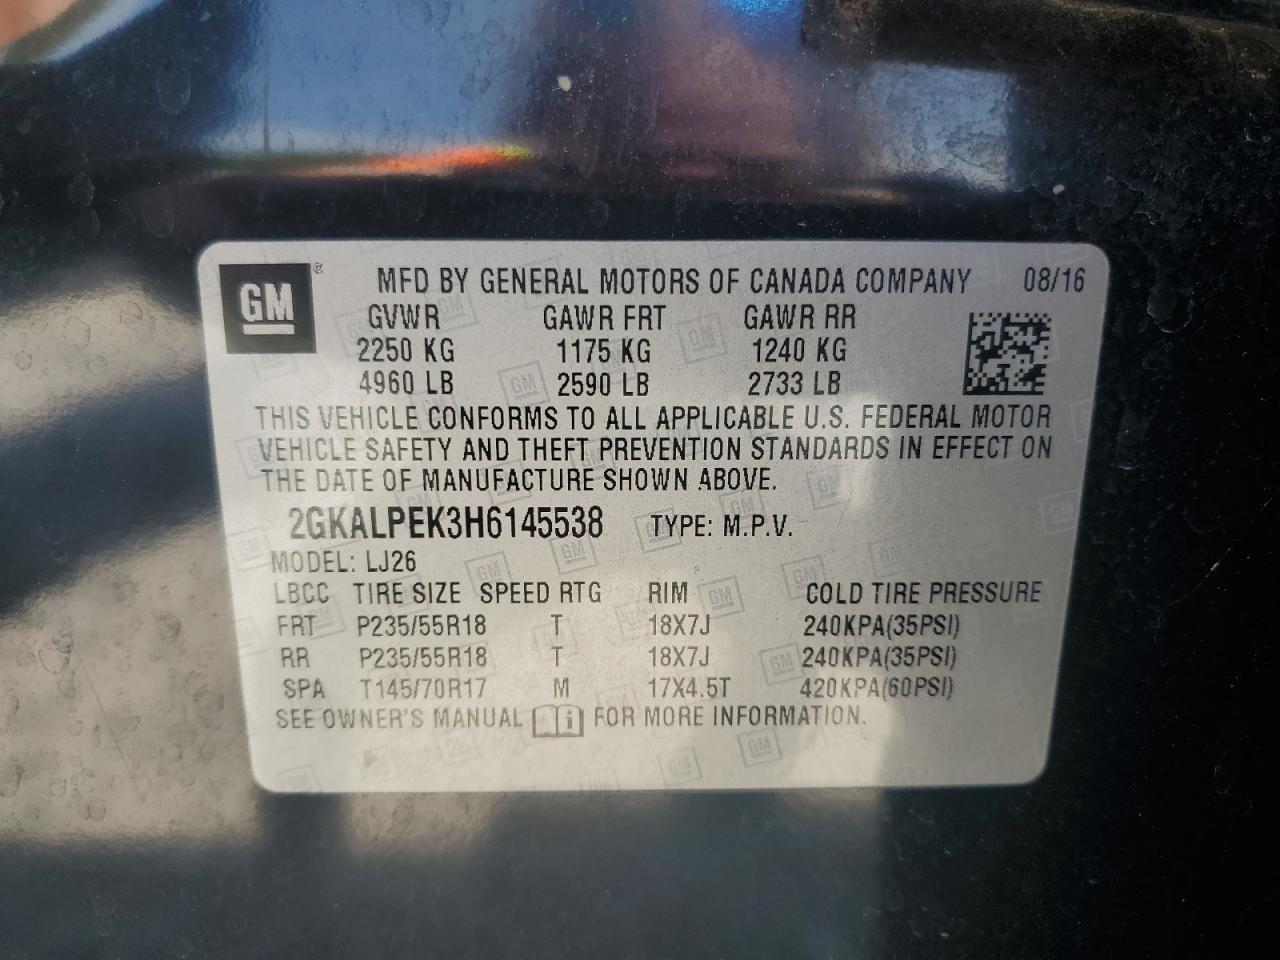 GM ® MFD BY GENERAL MOTORS OF CANADA COMPANY 08/16
GVWR GAWR FRT GAWR RR
2250 KG 1175 KG 1240 KG
4960 LB 2590 LB 2733 LB
THIS VEHICLE CONFORMS TO ALL APPLICABLE U.S. FEDERAL MOTOR
VEHICLE SAFETY AND THEFT PREVENTION STANDARDS IN EFFECT ON
THE DATE OF MANUFACTURE SHOWN ABOVE.
2GKALPEK3H6145538 TYPE: M.P.V.
MODEL: LJ26
LBCC TIRE SIZE SPEED RTG RIM COLD TIRE PRESSURE
FRT P235/55R18 T 18X7J 240KPA(35PSI)
RR P235/55R18 T 18X7J 240KPA(35PSI)
SPA T145/70R17 M 17X4.5T 420KPA(60PSI)
SEE OWNER'S MANUAL i FOR MORE INFORMATION.